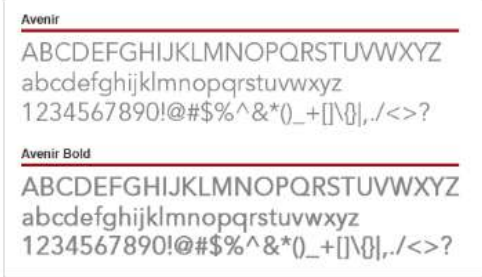 Avenir
ABCDEFGHIJKLMNOPQRSTUVWXYZ
abcdefghijklmnopqrstuvwxyz
1234567890!@#$%^&*()_+[]\{}|,./<>?
Avenir Bold
ABCDEFGHIJKLMNOPQRSTUVWXYZ
abcdefghijklmnopqrstuvwxyz
1234567890!@#$%^&*()_+[]\{}|,./<>?